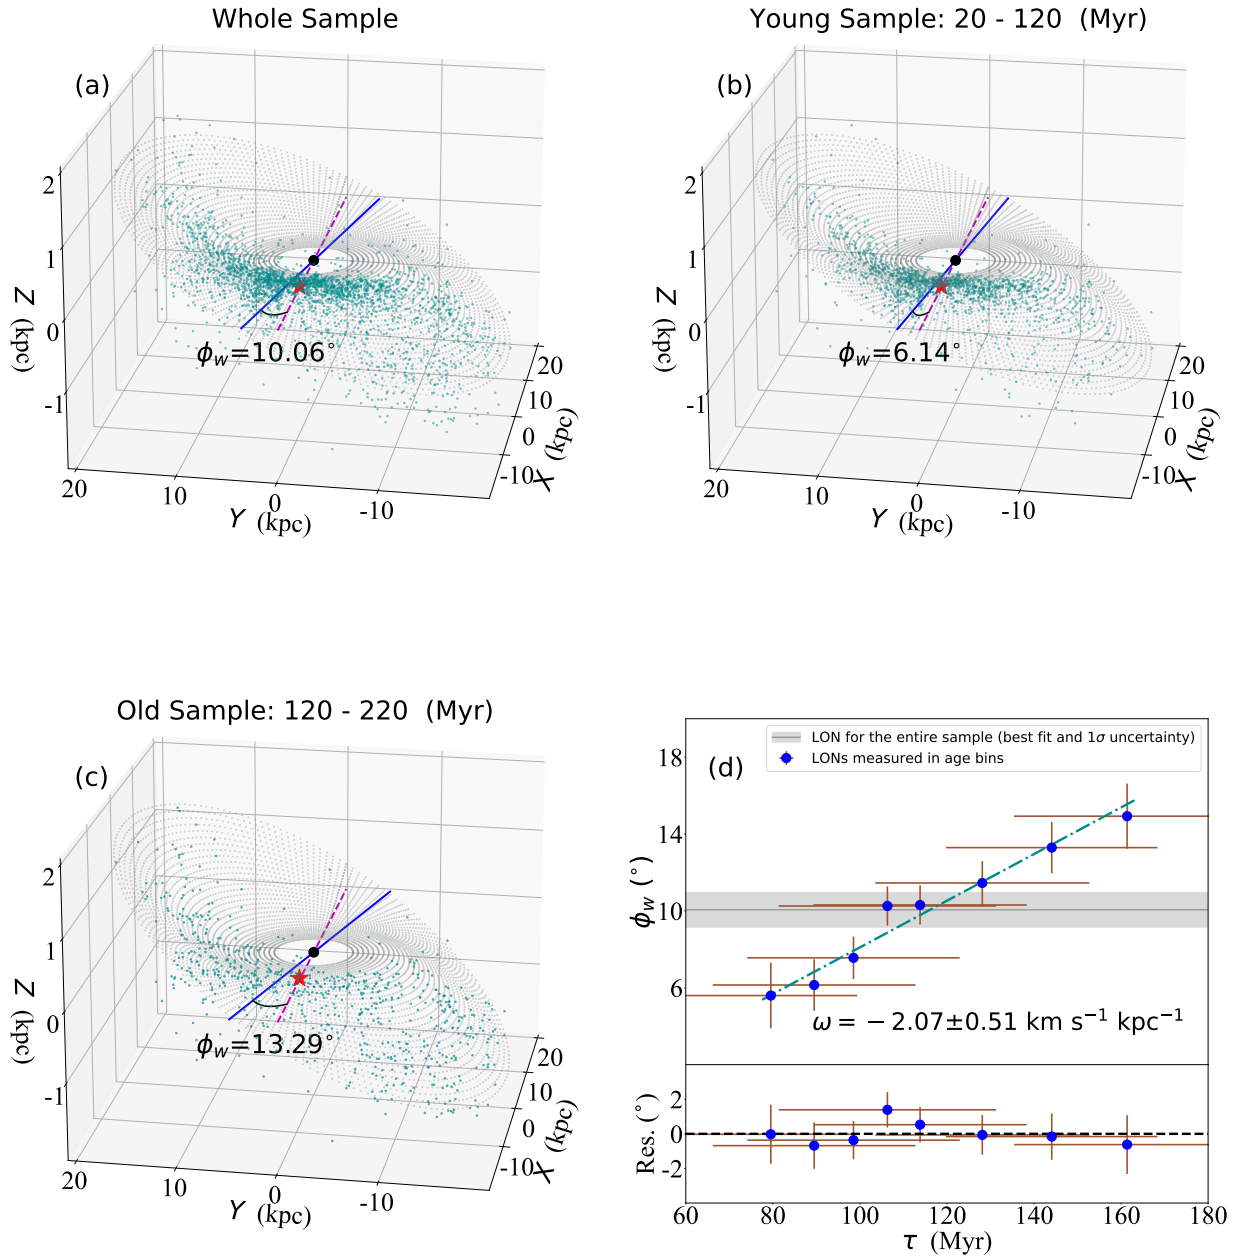 Whole Sample
(a)
2
1
0
-1
Z (kpc)
ϕ_w=10.06°
20
10
0
-10
X (kpc)
20
10
0
-10
Y (kpc)
Young Sample: 20 - 120 (Myr)
(b)
2
1
0
-1
Z (kpc)
ϕ_w=6.14°
20
10
0
-10
X (kpc)
20
10
0
-10
Y (kpc)
Old Sample: 120 - 220 (Myr)
(c)
2
1
0
-1
Z (kpc)
ϕ_w=13.29°
20
10
0
-10
X (kpc)
20
10
0
-10
Y (kpc)
(d)
LON for the entire sample (best fit and 1σ uncertainty)
LONs measured in age bins
18
14
10
6
ϕ_w (°)
ω = −2.07±0.51 km s⁻¹ kpc⁻¹
2
0
-2
Res. (°)
60 80 100 120 140 160 180
τ (Myr)